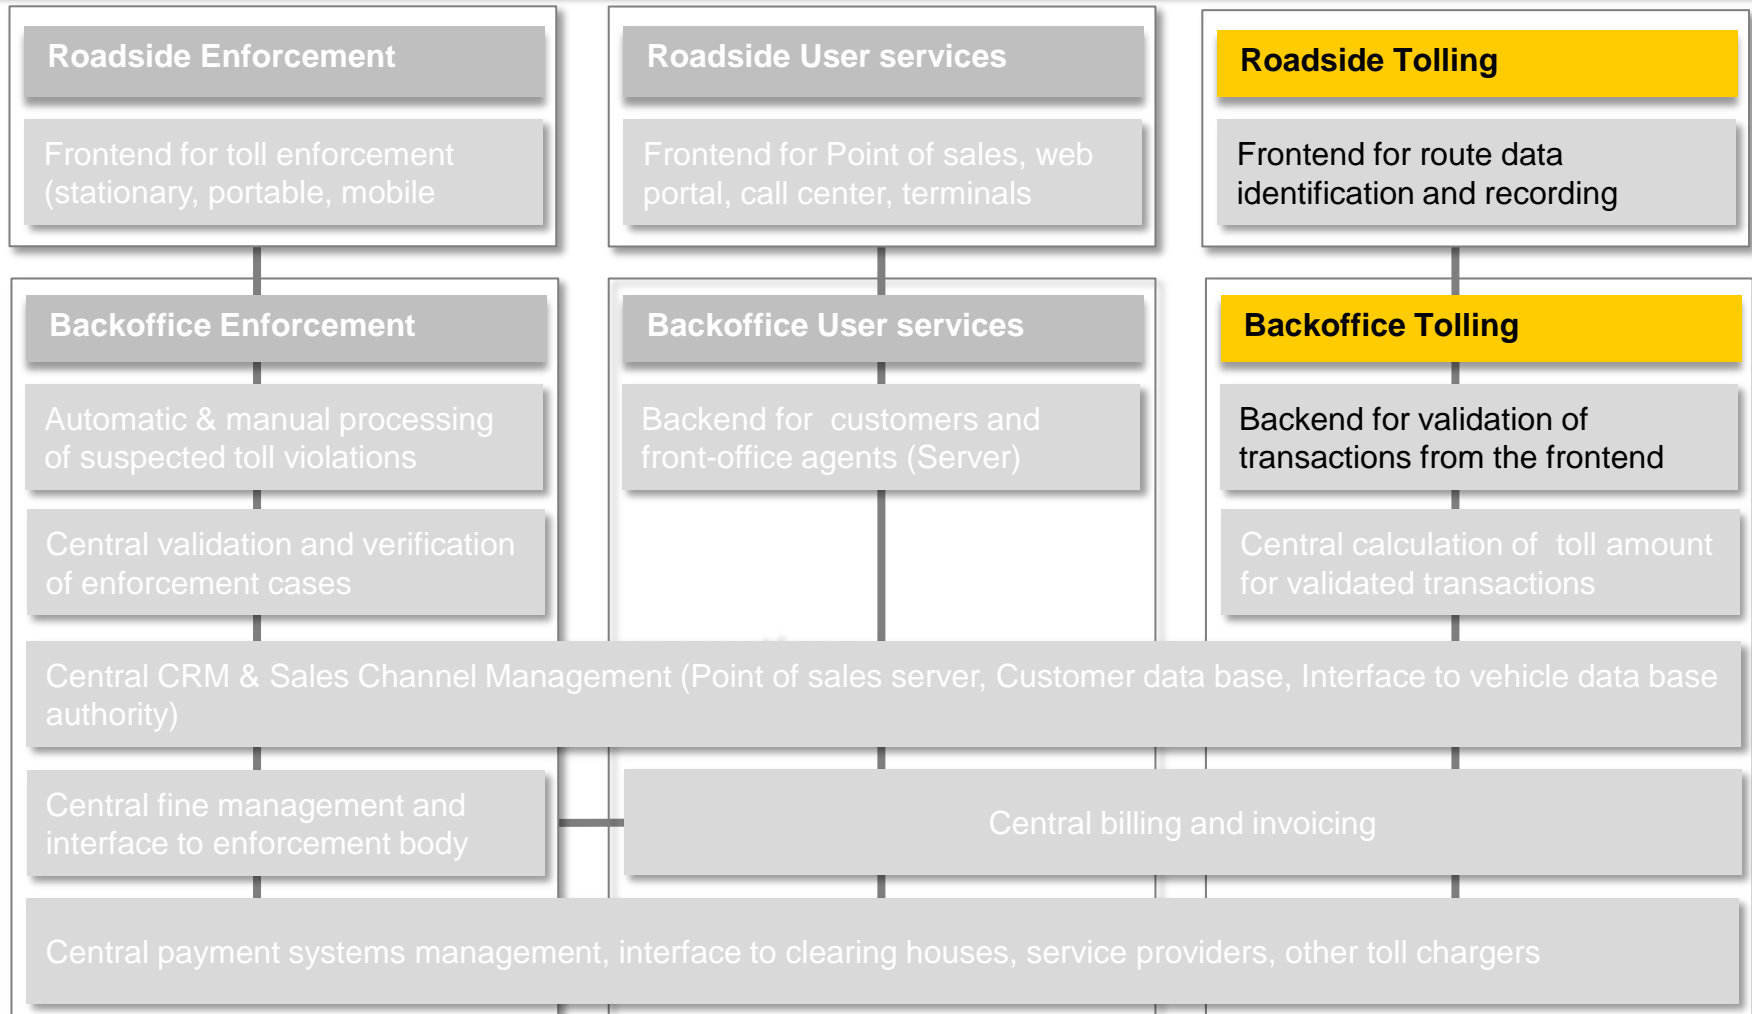 Roadside Enforcement
Frontend for toll enforcement
(stationary, portable, mobile
Roadside User services
Frontend for Point of sales, web
portal, call center, terminals
Roadside Tolling
Frontend for route data
identification and recording
Backoffice Enforcement
Automatic & manual processing
of suspected toll violations
Central validation and verification
of enforcement cases
Backoffice User services
Backend for  customers and
front-office agents (Server)
Backoffice Tolling
Backend for validation of
transactions from the frontend
Central calculation of  toll amount
for validated transactions
Central CRM & Sales Channel Management (Point of sales server, Customer data base, Interface to vehicle data base
authority)
Central fine management and
interface to enforcement body
Central billing and invoicing
Central payment systems management, interface to clearing houses, service providers, other toll chargers